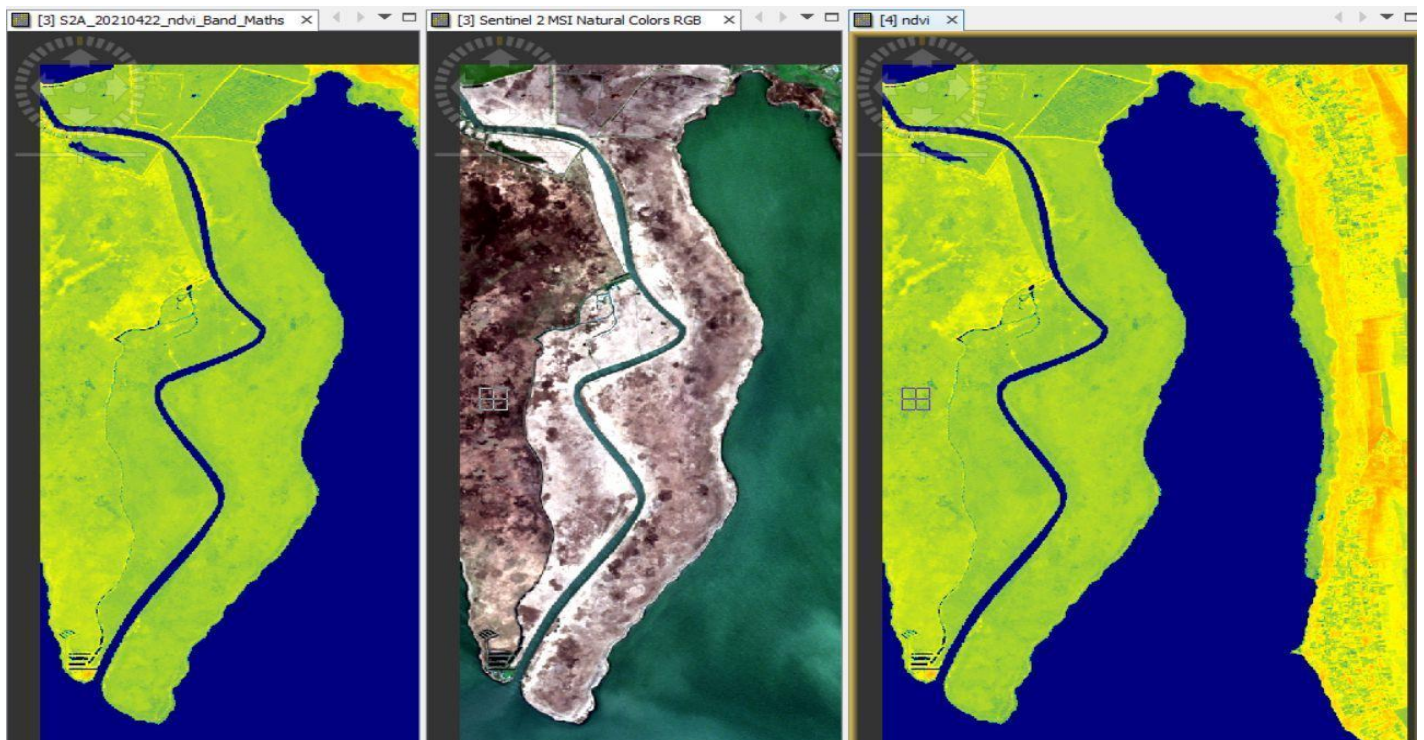 [3] S2A_20210422_ndvi_Band_Maths
[3] Sentinel 2 MSI Natural Colors RGB
[4] ndvi